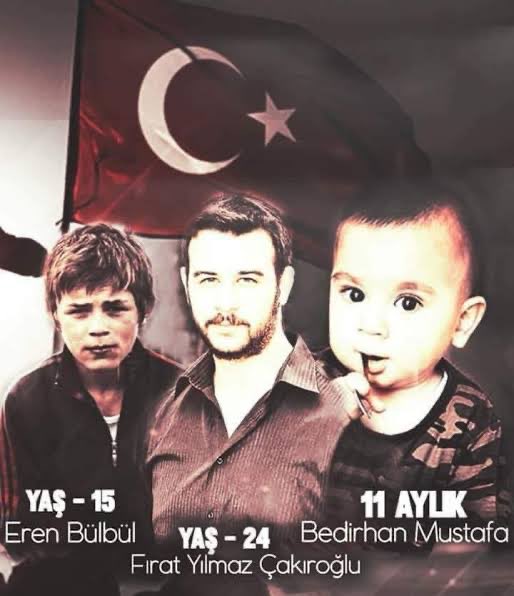 YAŞ - 15
Eren Bülbül
YAŞ - 24
Fırat Yılmaz Çakıroğlu
11 AYLIK
Bedirhan Mustafa